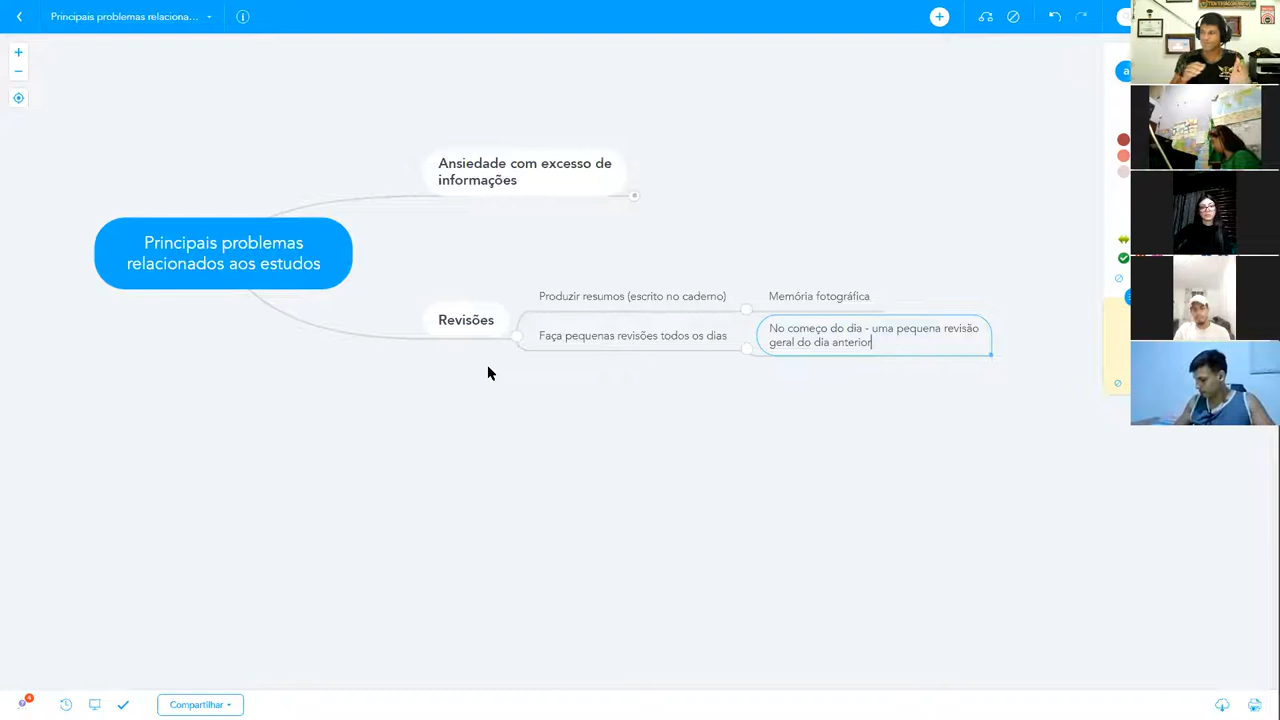 Principais problemas relaciona...
Ansiedade com excesso de
informações
Principais problemas
relacionados aos estudos
Revisões
Produzir resumos (escrito no caderno)
Memória fotográfica
Faça pequenas revisões todos os dias
No começo do dia - uma pequena revisão
geral do dia anterior
a
4
Compartilhar